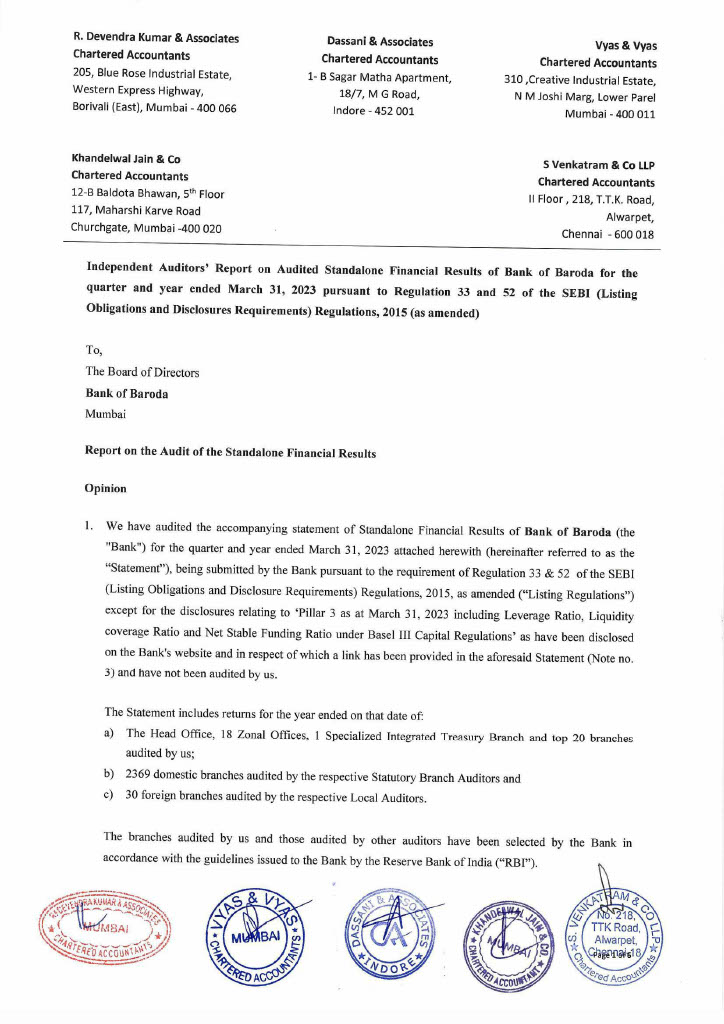 R. Devendra Kumar & Associates
Chartered Accountants
205, Blue Rose Industrial Estate,
Western Express Highway,
Borivali (East), Mumbai - 400 066
Dassani & Associates
Chartered Accountants
1- B Sagar Matha Apartment,
18/7, M G Road,
Indore - 452 001
Vyas & Vyas
Chartered Accountants
310 ,Creative Industrial Estate,
N M Joshi Marg, Lower Parel
Mumbai - 400 011
Khandelwal Jain & Co
Chartered Accountants
12-B Baldota Bhawan, 5th Floor
117, Maharshi Karve Road
Churchgate, Mumbai -400 020
S Venkatram & Co LLP
Chartered Accountants
II Floor , 218, T.T.K. Road,
Alwarpet,
Chennai - 600 018
Independent Auditors' Report on Audited Standalone Financial Results of Bank of Baroda for the
quarter and year ended March 31, 2023 pursuant to Regulation 33 and 52 of the SEBI (Listing
Obligations and Disclosures Requirements) Regulations, 2015 (as amended)
To,
The Board of Directors
Bank of Baroda
Mumbai
Report on the Audit of the Standalone Financial Results
Opinion
1. We have audited the accompanying statement of Standalone Financial Results of Bank of Baroda (the
"Bank") for the quarter and year ended March 31, 2023 attached herewith (hereinafter referred to as the
"Statement"), being submitted by the Bank pursuant to the requirement of Regulation 33 & 52 of the SEBI
(Listing Obligations and Disclosure Requirements) Regulations, 2015, as amended ("Listing Regulations")
except for the disclosures relating to 'Pillar 3 as at March 31, 2023 including Leverage Ratio, Liquidity
coverage Ratio and Net Stable Funding Ratio under Basel III Capital Regulations' as have been disclosed
on the Bank's website and in respect of which a link has been provided in the aforesaid Statement (Note no.
3) and have not been audited by us.
The Statement includes returns for the year ended on that date of:
a) The Head Office, 18 Zonal Offices, 1 Specialized Integrated Treasury Branch and top 20 branches
audited by us;
b) 2369 domestic branches audited by the respective Statutory Branch Auditors and
c) 30 foreign branches audited by the respective Local Auditors.
The branches audited by us and those audited by other auditors have been selected by the Bank in
accordance with the guidelines issued to the Bank by the Reserve Bank of India ("RBI").
R. DEVENDRA KUMAR & ASSOCIATES
MUMBAI
CHARTERED ACCOUNTANTS
VYAS & VYAS
MUMBAI
CHARTERED ACCOUNTANTS
DASSANI & ASSOCIATES
CA
INDORE
KHANDELWAL JAIN & CO.
MUMBAI
CHARTERED ACCOUNTANTS
S. VENKATRAM & CO LLP
No. 218,
TTK Road,
Alwarpet,
Chennai-18
Chartered Accountants